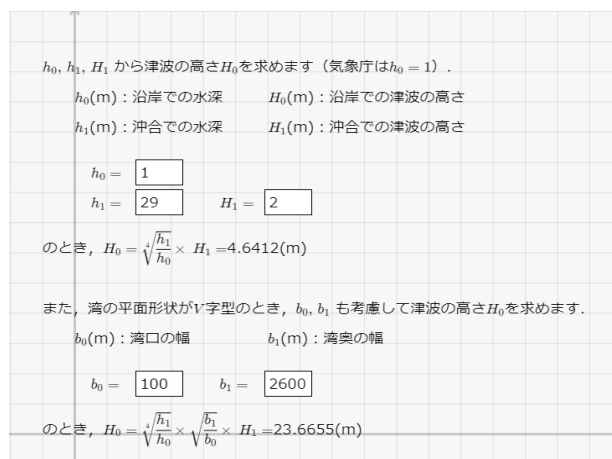 h₀, h₁, H₁ から津波の高さH₀を求めます（気象庁はh₀ = 1）.
h₀(m)：沿岸での水深 H₀(m)：沿岸での津波の高さ
h₁(m)：沖合での水深 H₁(m)：沖合での津波の高さ
h₀ = 1
h₁ = 29 H₁ = 2
のとき，H₀ = ⁴√(h₁/h₀) × H₁ =4.6412(m)
また，湾の平面形状がV字型のとき，b₀, b₁ も考慮して津波の高さH₀を求めます.
b₀(m)：湾口の幅 b₁(m)：湾奥の幅
b₀ = 100 b₁ = 2600
のとき，H₀ = ⁴√(h₁/h₀) × √(b₁/b₀) × H₁ =23.6655(m)